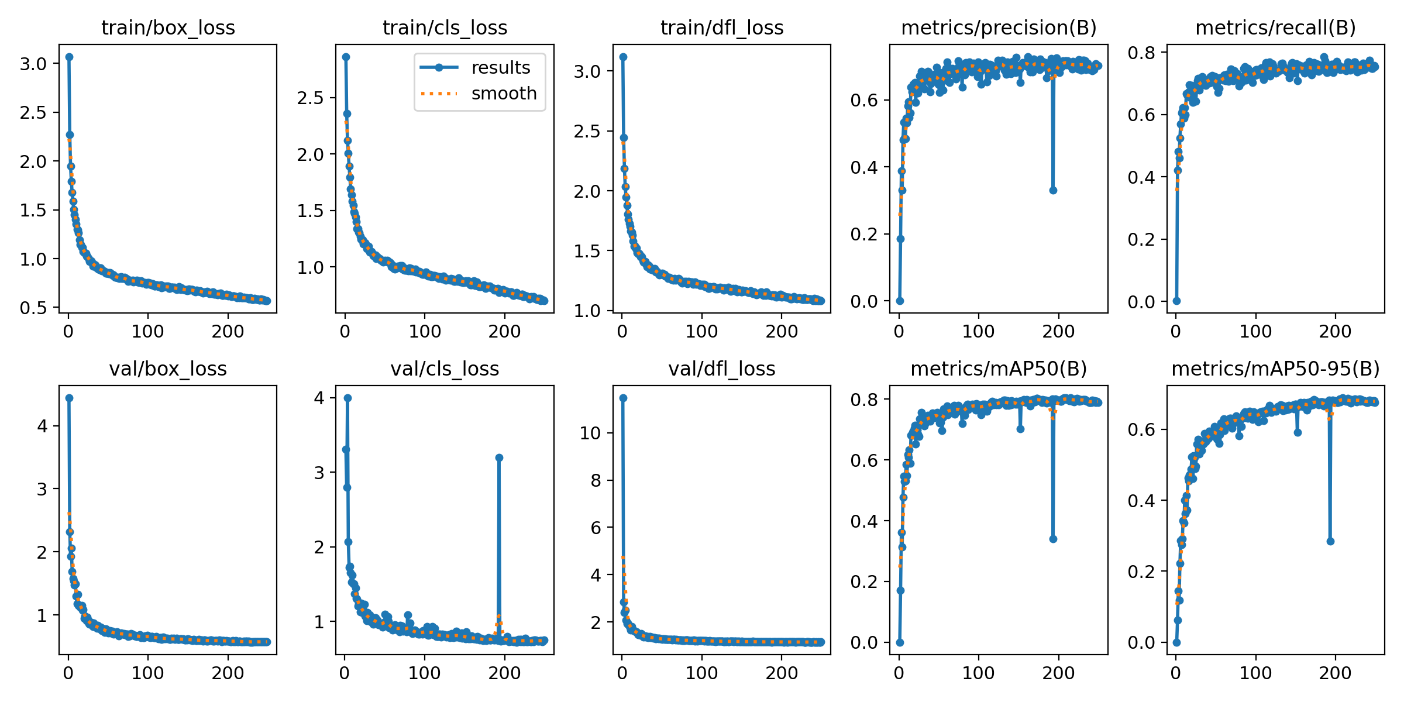 train/box_loss
train/cls_loss
train/dfl_loss
metrics/precision(B)
metrics/recall(B)
3.0
2.5
2.0
1.5
1.0
0.5
0 100 200
results
smooth
2.5
2.0
1.5
1.0
0 100 200
3.0
2.5
2.0
1.5
1.0
0 100 200
0.6
0.4
0.2
0.0
0 100 200
0.8
0.6
0.4
0.2
0.0
0 100 200
val/box_loss
val/cls_loss
val/dfl_loss
metrics/mAP50(B)
metrics/mAP50-95(B)
4
3
2
1
0 100 200
4
3
2
1
0 100 200
10
8
6
4
2
0 100 200
0.8
0.6
0.4
0.2
0.0
0 100 200
0.6
0.4
0.2
0.0
0 100 200